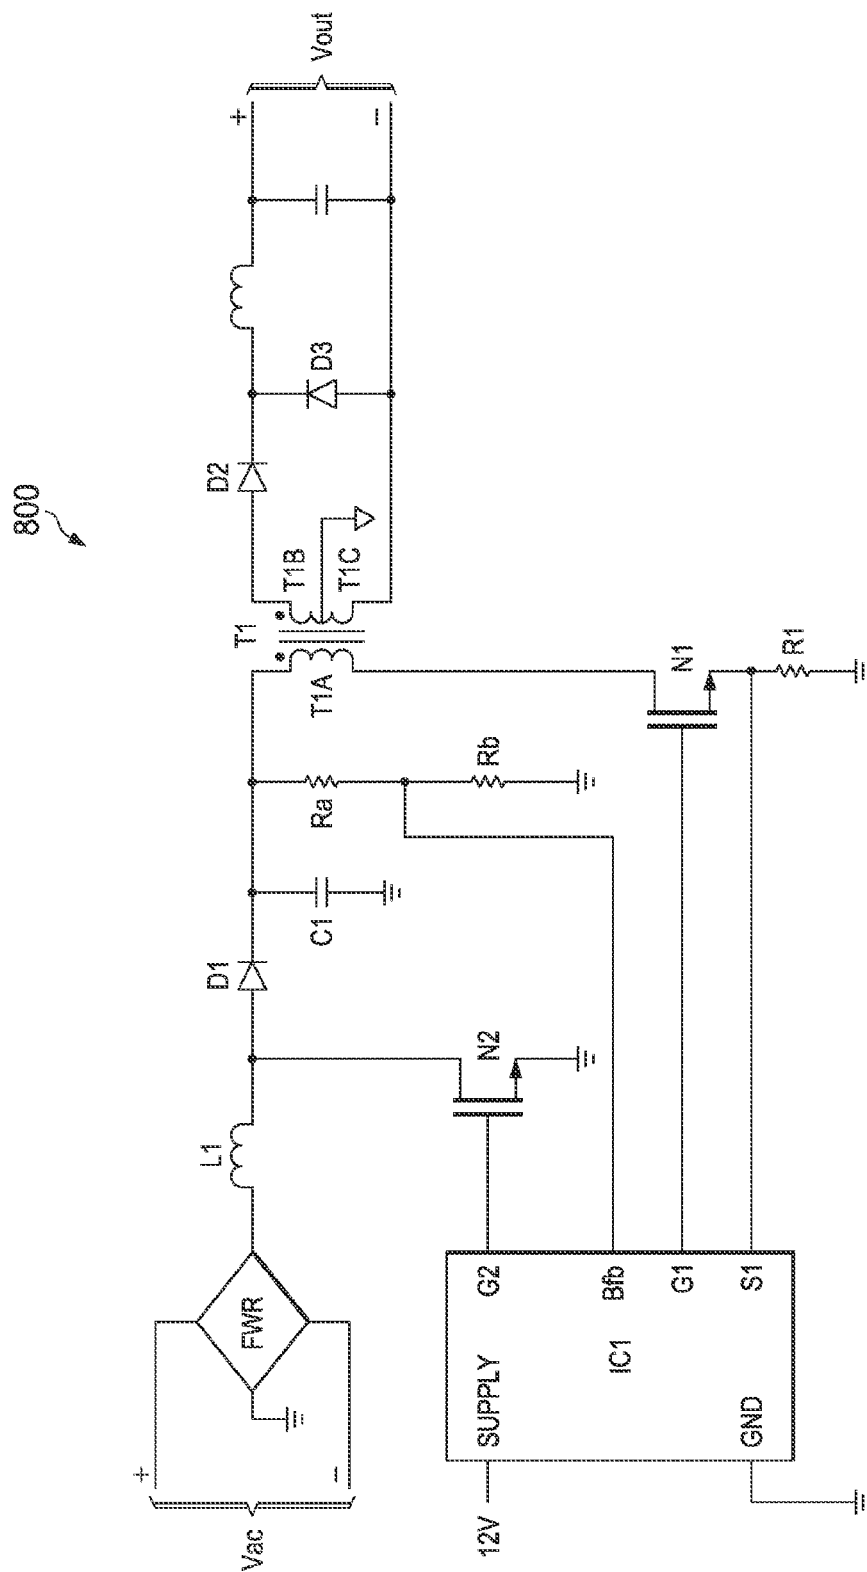 800
Vac
+
−
FWR
L1
D1
C1
Ra
Rb
T1
T1A
T1B
T1C
D2
D3
+
−
Vout
N2
N1
R1
12V
SUPPLY
GND
IC1
G2
Bfb
G1
S1